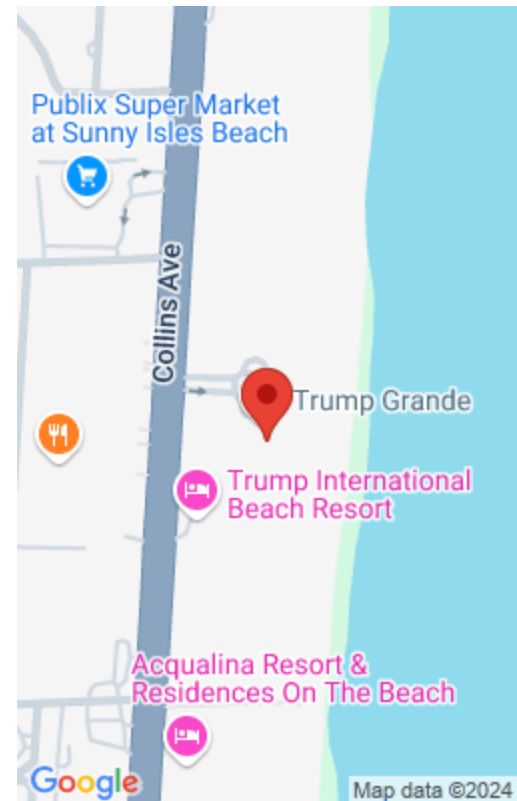 Publix Super Market
at Sunny Isles Beach
Collins Ave
Trump Grande
Trump International
Beach Resort
Acqualina Resort &
Residences On The Beach
Google
Map data ©2024